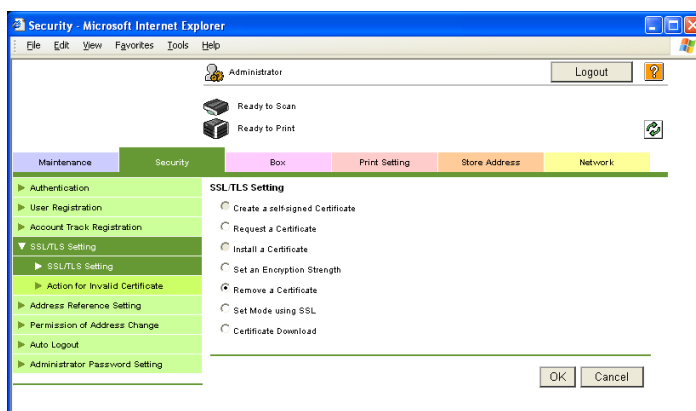 Security - Microsoft Internet Explorer
File Edit View Favorites Tools Help
Administrator
Logout
?
Ready to Scan
Ready to Print
Maintenance Security Box Print Setting Store Address Network
Authentication
User Registration
Account Track Registration
SSL/TLS Setting
SSL/TLS Setting
Action for Invalid Certificate
Address Reference Setting
Permission of Address Change
Auto Logout
Administrator Password Setting
SSL/TLS Setting
Create a self-signed Certificate
Request a Certificate
Install a Certificate
Set an Encryption Strength
Remove a Certificate
Set Mode using SSL
Certificate Download
OK Cancel